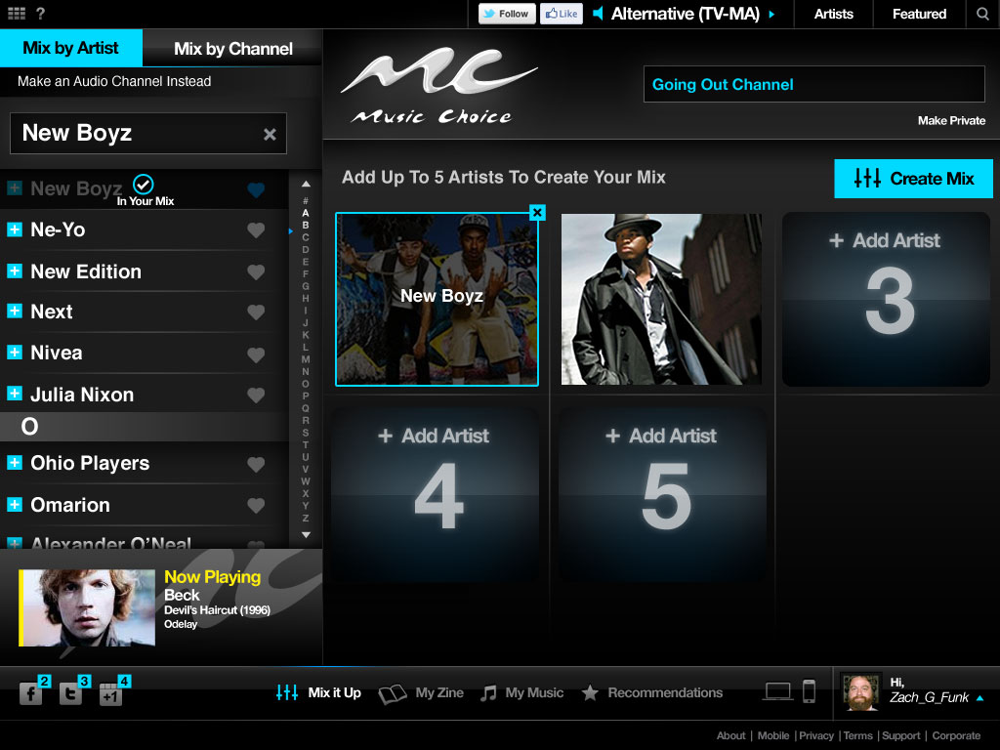 ?
Follow
Like
Alternative (TV-MA)
Artists
Featured
Mix by Artist
Mix by Channel
Make an Audio Channel Instead
New Boyz
New Boyz
In Your Mix
Ne-Yo
New Edition
Next
Nivea
Julia Nixon
O
Ohio Players
Omarion
Alexander O'Neal
#
A
B
C
D
E
F
G
H
I
J
K
L
M
N
O
P
Q
R
S
T
U
V
W
X
Y
Z
Now Playing
Beck
Devil's Haircut (1996)
Odelay
MC
Music Choice
Going Out Channel
Make Private
Add Up To 5 Artists To Create Your Mix
Create Mix
New Boyz
+ Add Artist
3
+ Add Artist
4
+ Add Artist
5
f 2
t 3
+1 4
Mix it Up
My Zine
My Music
Recommendations
Hi,
Zach_G_Funk
About | Mobile | Privacy | Terms | Support | Corporate